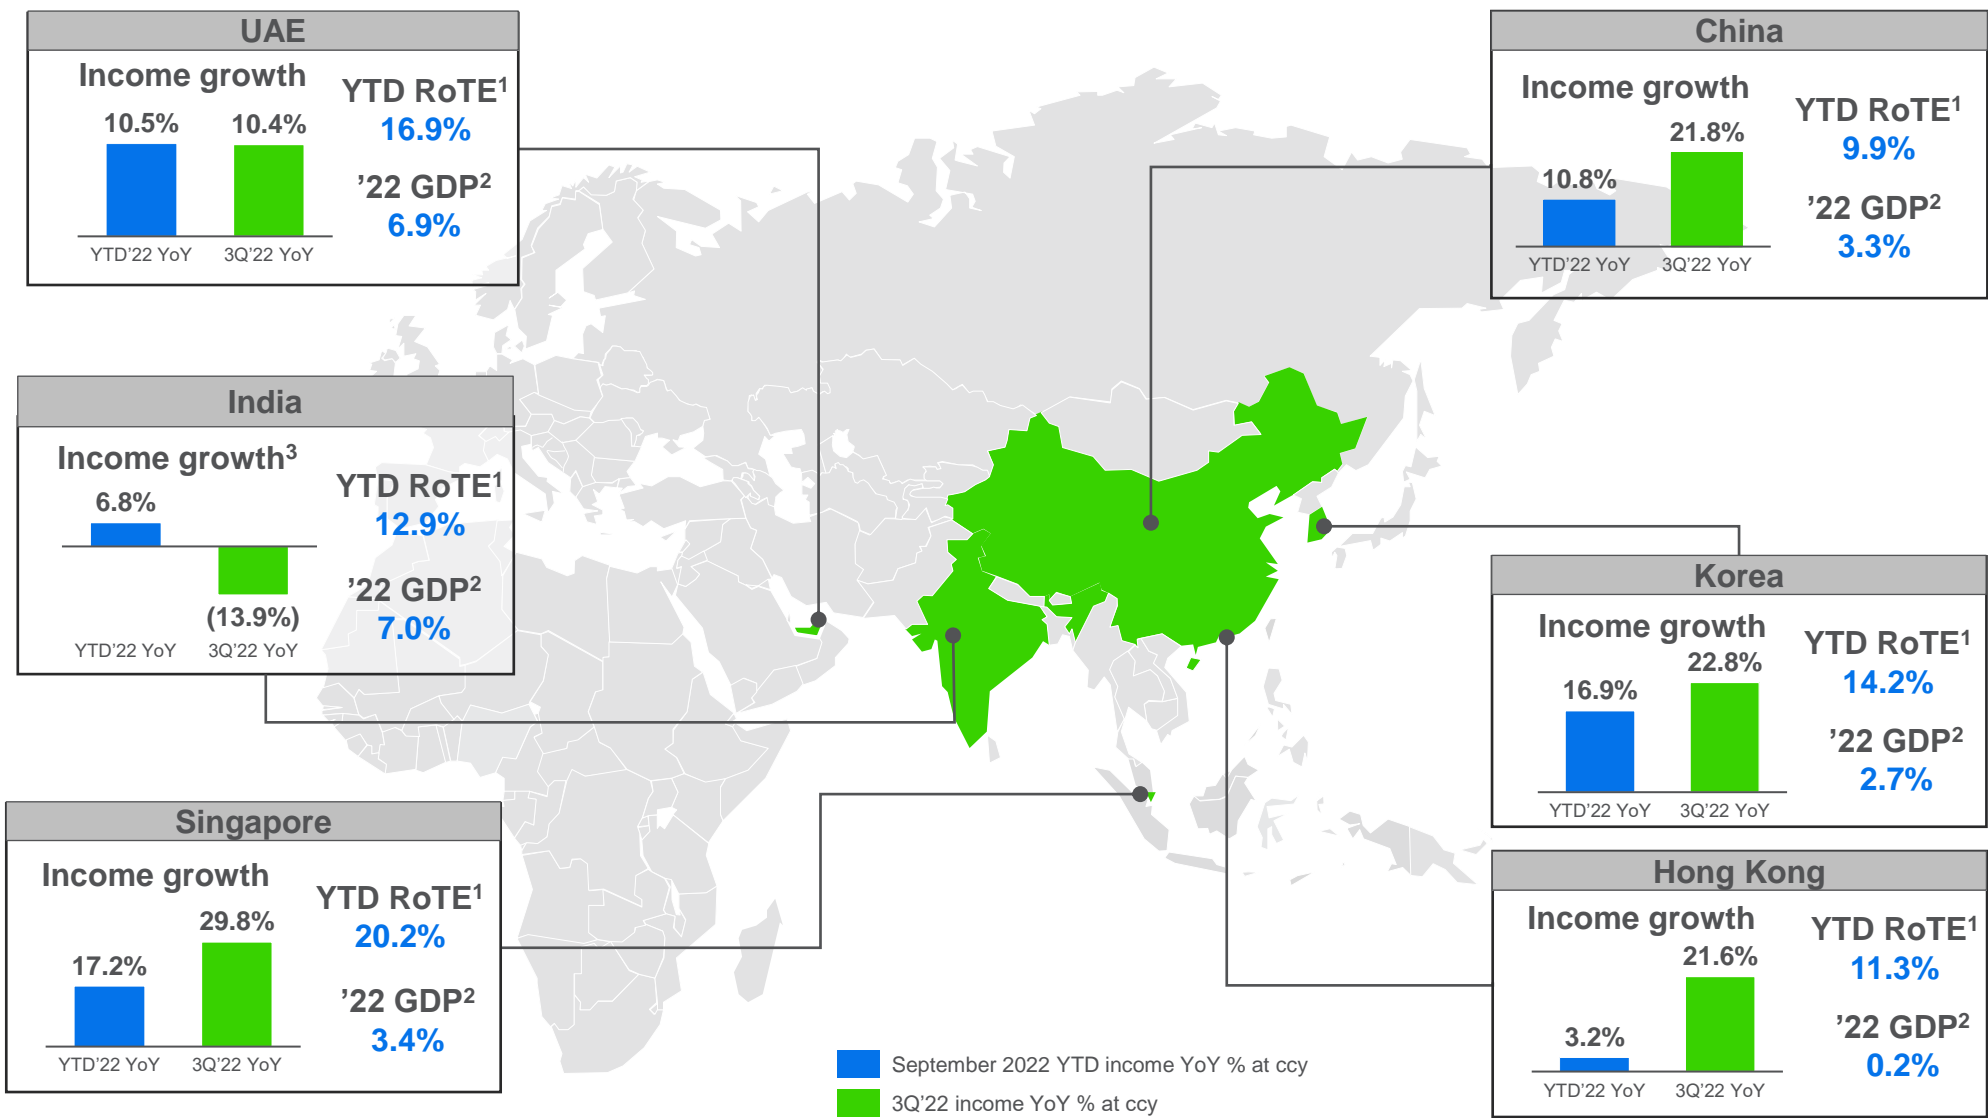 UAE
Income growth
10.5%
10.4%
YTD'22 YoY
3Q'22 YoY
YTD RoTE¹
16.9%
’22 GDP²
6.9%
China
Income growth
10.8%
21.8%
YTD’22 YoY
3Q’22 YoY
YTD RoTE¹
9.9%
’22 GDP²
3.3%
India
Income growth³
6.8%
(13.9%)
YTD’22 YoY
3Q’22 YoY
YTD RoTE¹
12.9%
’22 GDP²
7.0%
Korea
Income growth
16.9%
22.8%
YTD’22 YoY
3Q’22 YoY
YTD RoTE¹
14.2%
’22 GDP²
2.7%
Singapore
Income growth
17.2%
29.8%
YTD’22 YoY
3Q’22 YoY
YTD RoTE¹
20.2%
’22 GDP²
3.4%
Hong Kong
Income growth
3.2%
21.6%
YTD’22 YoY
3Q’22 YoY
YTD RoTE¹
11.3%
’22 GDP²
0.2%
September 2022 YTD income YoY % at ccy
3Q’22 income YoY % at ccy